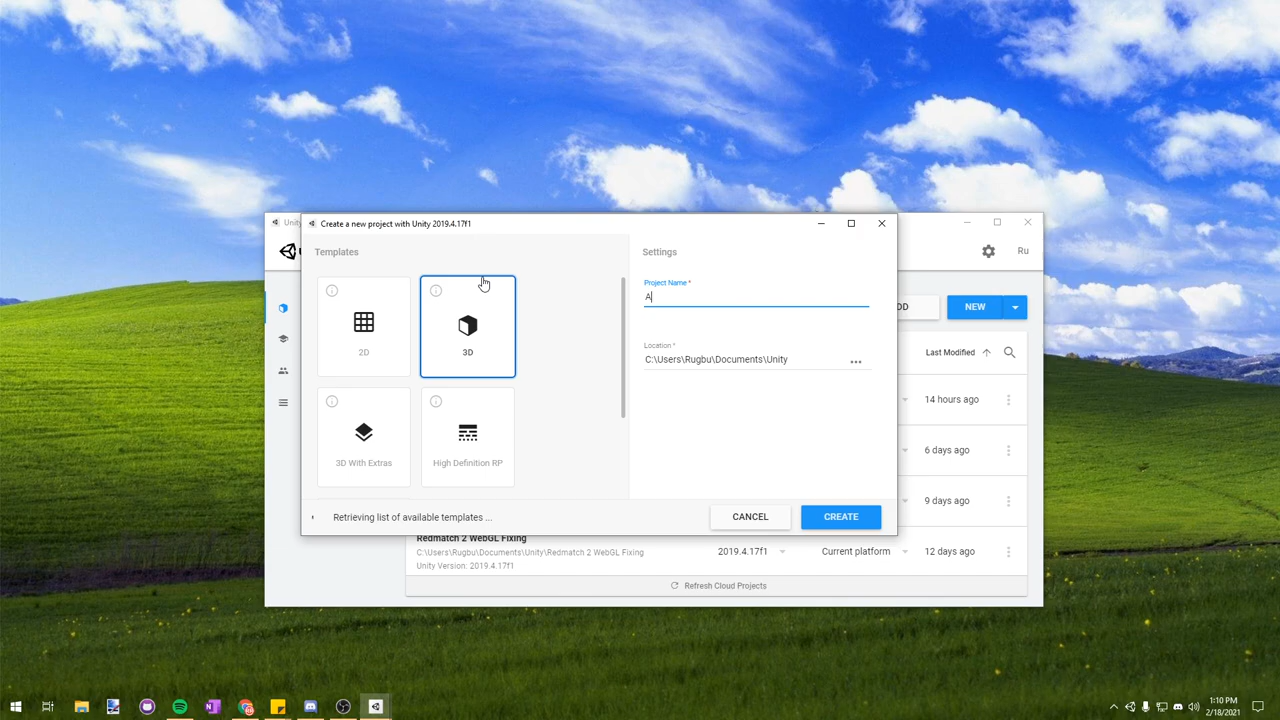 Unity
Create a new project with Unity 2019.4.17f1
Templates
2D
3D
3D With Extras
High Definition RP
Retrieving list of available templates ...
Settings
Project Name *
A
Location *
C:\Users\Rugbu\Documents\Unity
...
CANCEL
CREATE
Ru
DD
NEW
Last Modified
14 hours ago
6 days ago
9 days ago
Redmatch 2 WebGL Fixing
C:\Users\Rugbu\Documents\Unity\Redmatch 2 WebGL Fixing
Unity Version: 2019.4.17f1
2019.4.17f1
Current platform
12 days ago
Refresh Cloud Projects
1:10 PM
2/18/2021